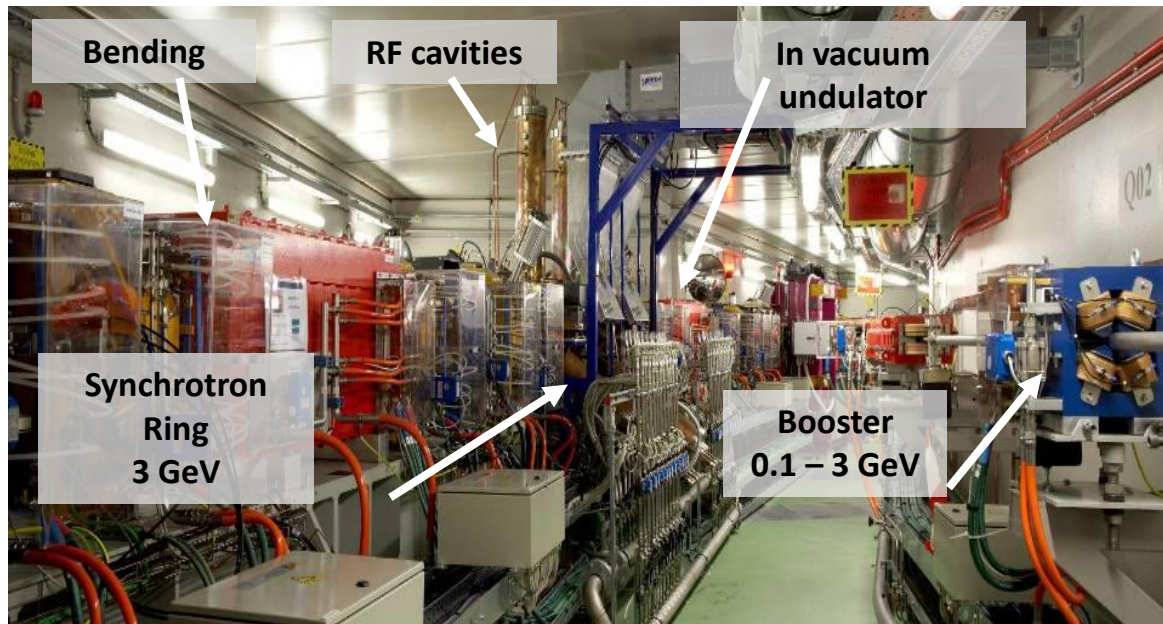 Bending
RF cavities
In vacuum
undulator
Q02
Synchrotron
Ring
3 GeV
Booster
0.1 – 3 GeV